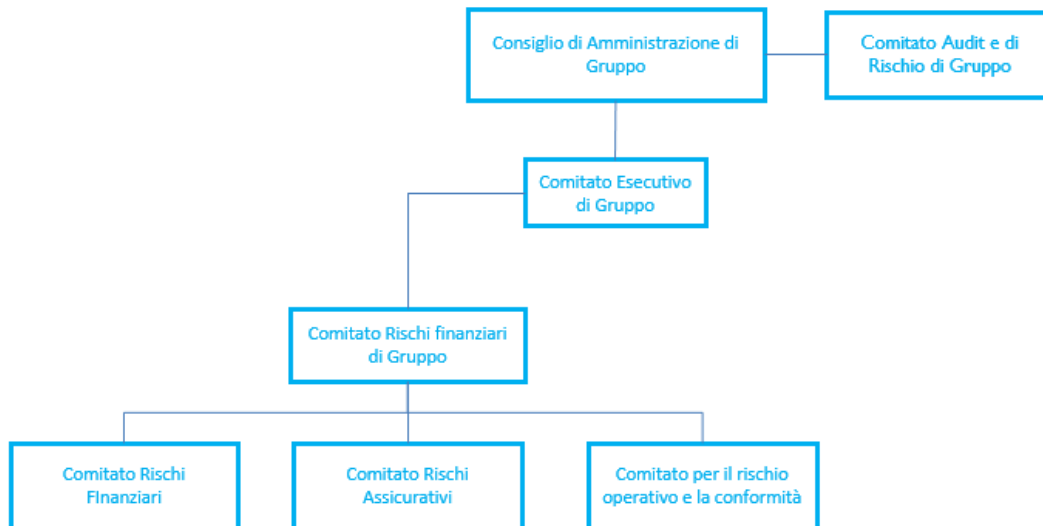 Consiglio di Amministrazione di
Gruppo
Comitato Audit e di
Rischio di Gruppo
Comitato Esecutivo
di Gruppo
Comitato Rischi finanziari
di Gruppo
Comitato Rischi
FInanziari
Comitato Rischi
Assicurativi
Comitato per il rischio
operativo e la conformità